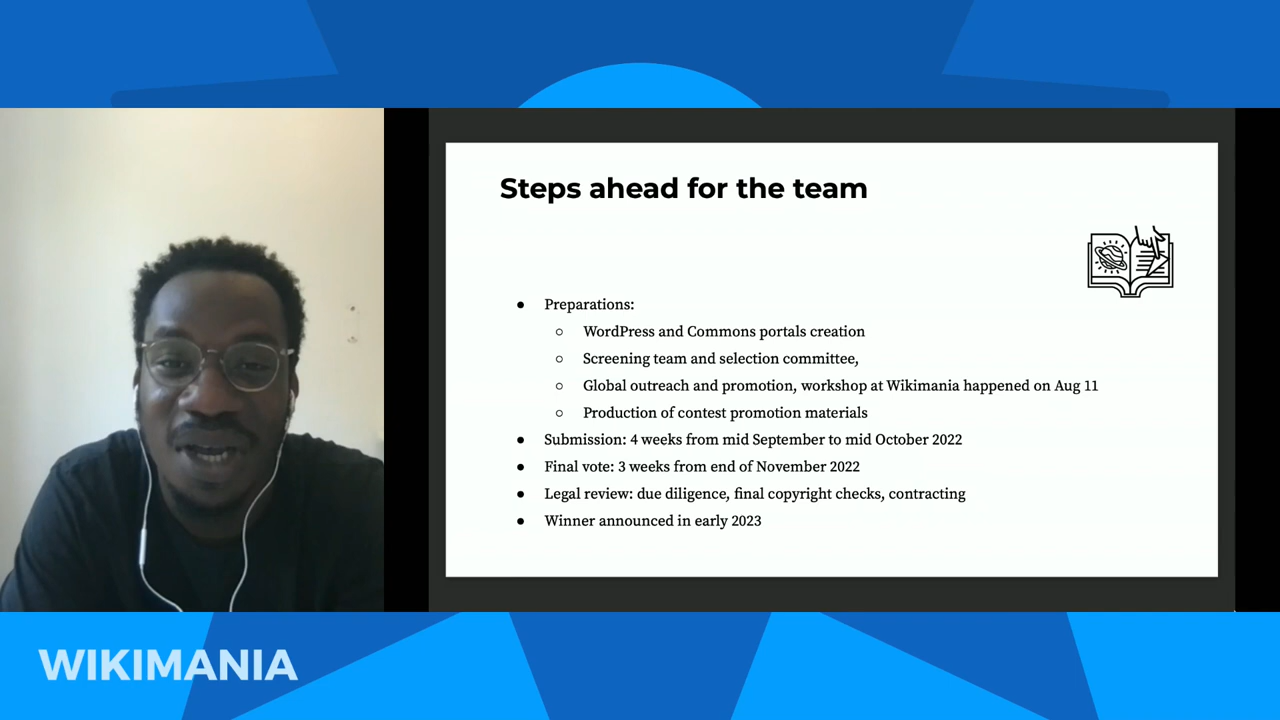 Steps ahead for the team
● Preparations:
○ WordPress and Commons portals creation
○ Screening team and selection committee,
○ Global outreach and promotion, workshop at Wikimania happened on Aug 11
○ Production of contest promotion materials
● Submission: 4 weeks from mid September to mid October 2022
● Final vote: 3 weeks from end of November 2022
● Legal review: due diligence, final copyright checks, contracting
● Winner announced in early 2023
WIKIMANIA